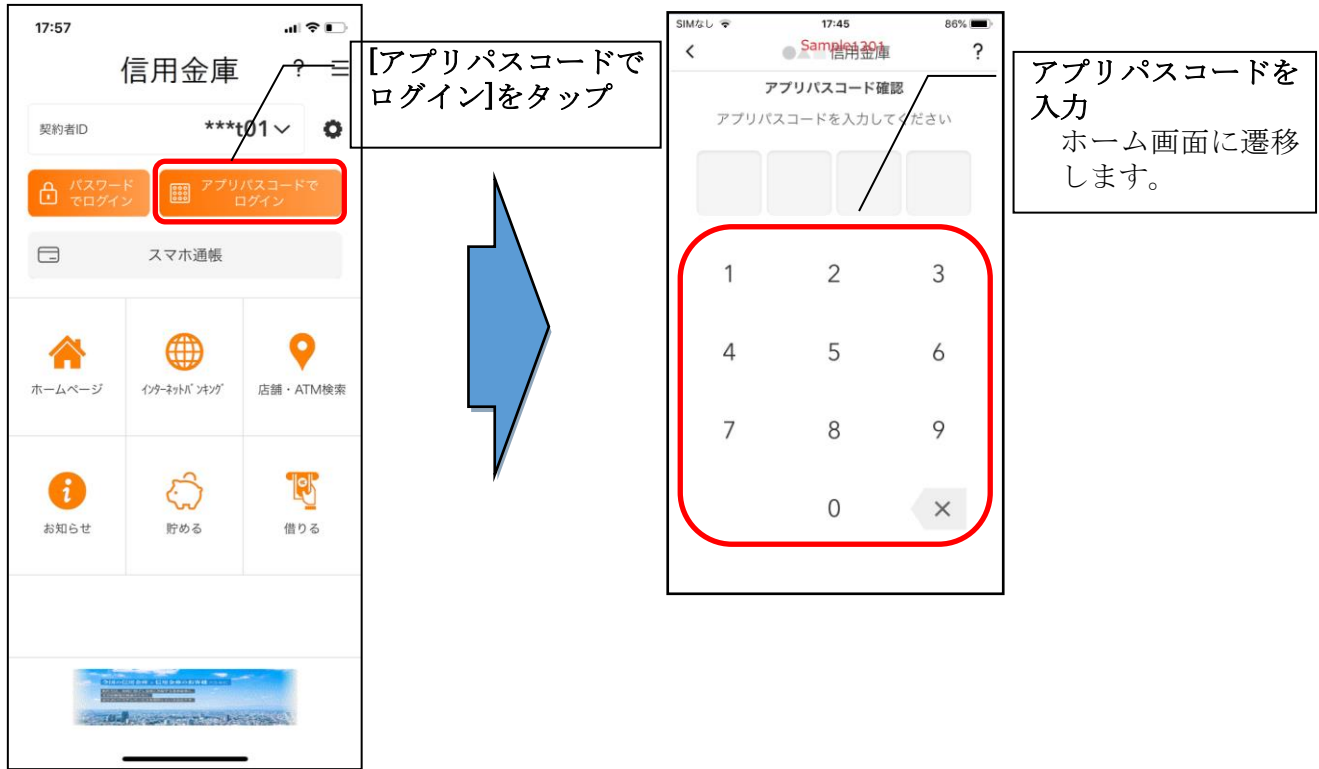 17:57
信用金庫 ?
契約者ID ***t01
パスワード
でログイン
アプリパスコードで
ログイン
スマホ通帳
ホームページ
インターネットバンキング
店舗・ATM検索
お知らせ
貯める
借りる
[アプリパスコードで
ログイン]をタップ
SIMなし 17:45 86%
Sample1201
信用金庫 ?
アプリパスコード確認
アプリパスコードを入力してください
1 2 3
4 5 6
7 8 9
0
アプリパスコードを
入力
ホーム画面に遷移
します。